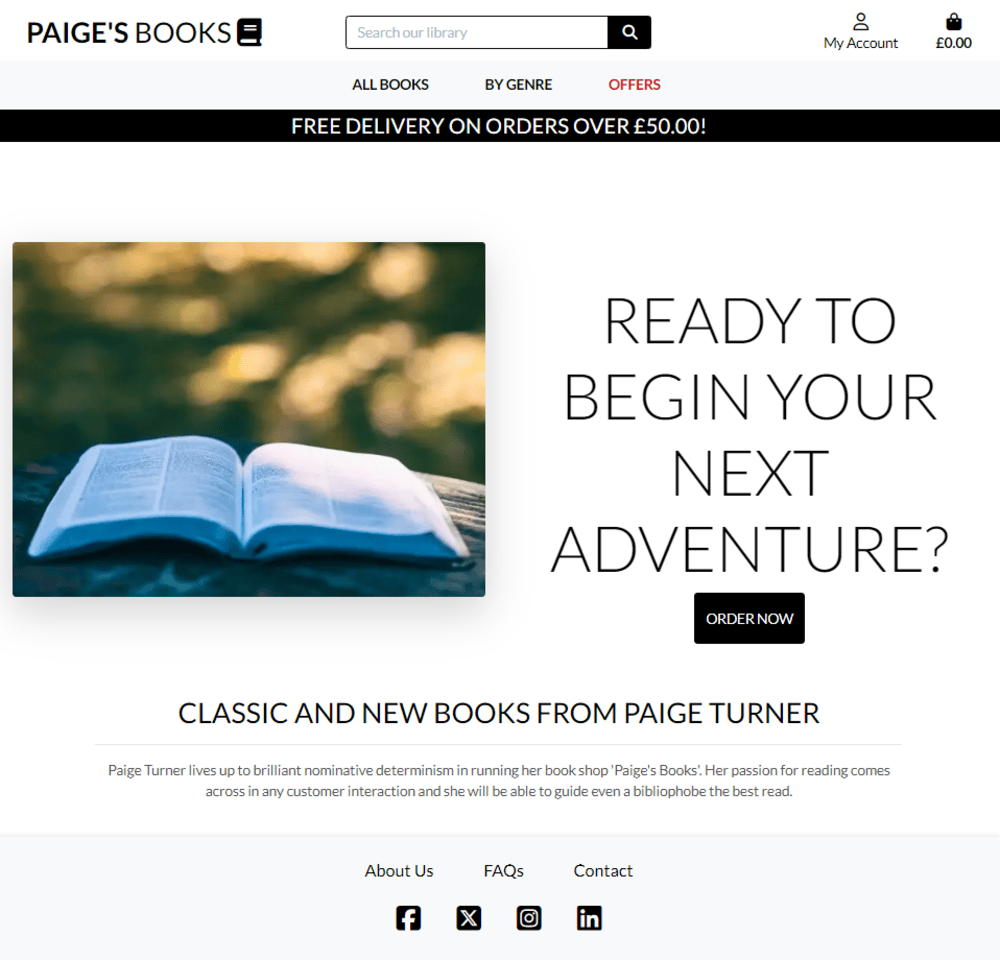 PAIGE'S BOOKS
Search our library
My Account
£0.00
ALL BOOKS
BY GENRE
OFFERS
FREE DELIVERY ON ORDERS OVER £50.00!
READY TO
BEGIN YOUR
NEXT
ADVENTURE?
ORDER NOW
CLASSIC AND NEW BOOKS FROM PAIGE TURNER
Paige Turner lives up to brilliant nominative determinism in running her book shop 'Paige's Books'. Her passion for reading comes
across in any customer interaction and she will be able to guide even a bibliophobe the best read.
About Us
FAQs
Contact